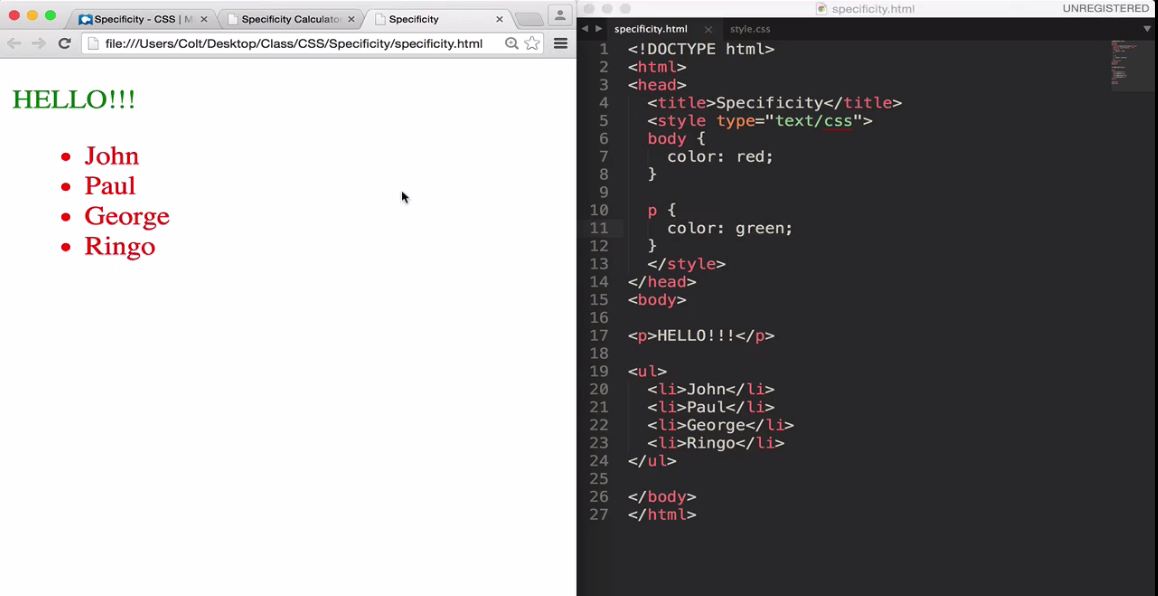 Specificity - CSS | M
Specificity Calculator
Specificity
file:///Users/Colt/Desktop/Class/CSS/Specificity/specificity.html
HELLO!!!
• John
• Paul
• George
• Ringo
specificity.html
UNREGISTERED
specificity.html
style.css
1 <!DOCTYPE html>
2 <html>
3 <head>
4 <title>Specificity</title>
5 <style type="text/css">
6 body {
7 color: red;
8 }
9
10 p {
11 color: green;
12 }
13 </style>
14 </head>
15 <body>
16
17 <p>HELLO!!!</p>
18
19 <ul>
20 <li>John</li>
21 <li>Paul</li>
22 <li>George</li>
23 <li>Ringo</li>
24 </ul>
25
26 </body>
27 </html>